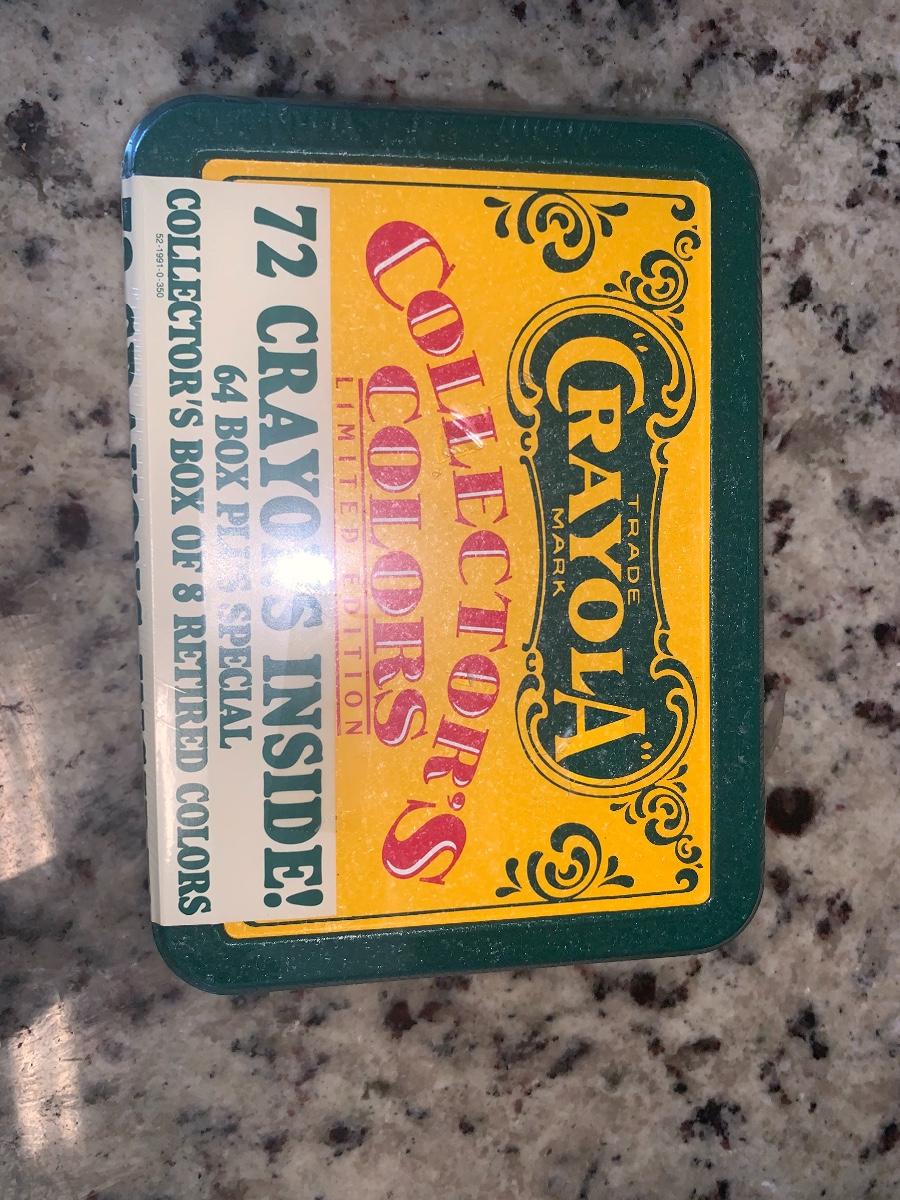 "CRAYOLA"
TRADE MARK
COLLECTOR'S
COLORS
LIMITED EDITION
72 CRAYONS INSIDE!
64 BOX PLUS SPECIAL
COLLECTOR'S BOX OF 8 RETIRED COLORS
52-1991-0-350